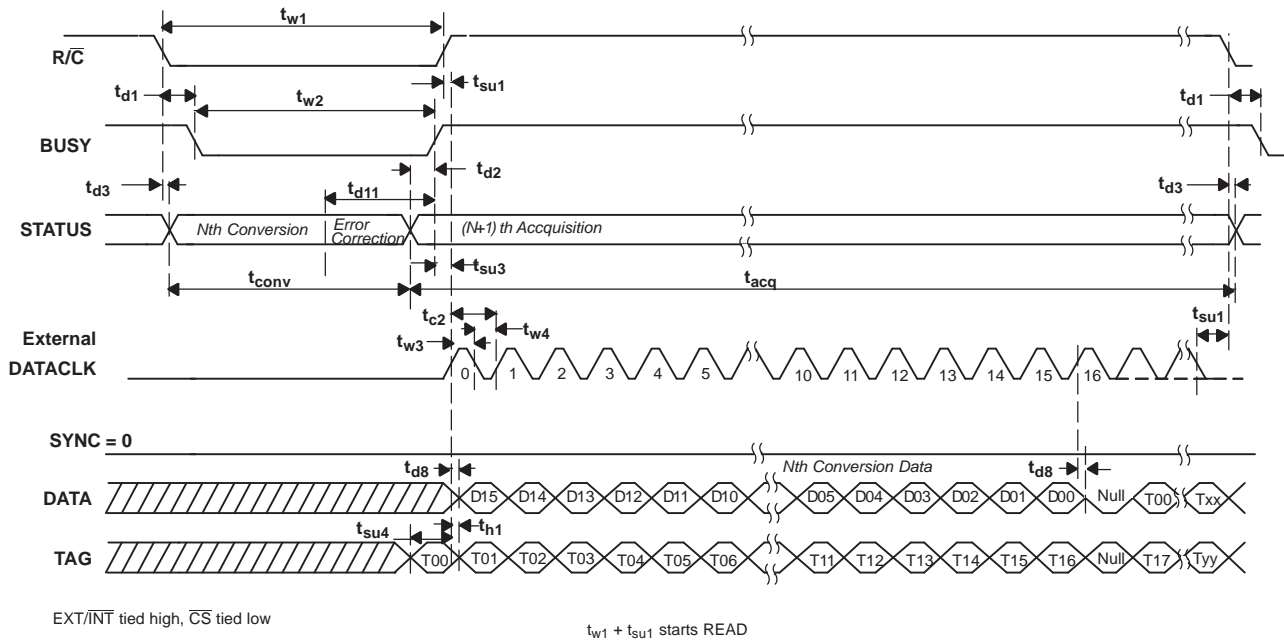 tw1
R/C̅
tsu1
td1
tw2
td1
BUSY
td2
td3
td11
td3
STATUS
Nth Conversion
Error
Correction
(N+1) th Accquisition
tsu3
tconv
tacq
tc2
tsu1
External
tw3
tw4
DATACLK
0 1 2 3 4 5 10 11 12 13 14 15 16
SYNC = 0
td8
Nth Conversion Data
td8
DATA
D15 D14 D13 D12 D11 D10 D05 D04 D03 D02 D01 D00 Null T00 Txx
tsu4
th1
TAG
T00 T01 T02 T03 T04 T05 T06 T11 T12 T13 T14 T15 T16 Null T17 Tyy
EXT/I̅N̅T̅ tied high, C̅S̅ tied low
tw1 + tsu1 starts READ